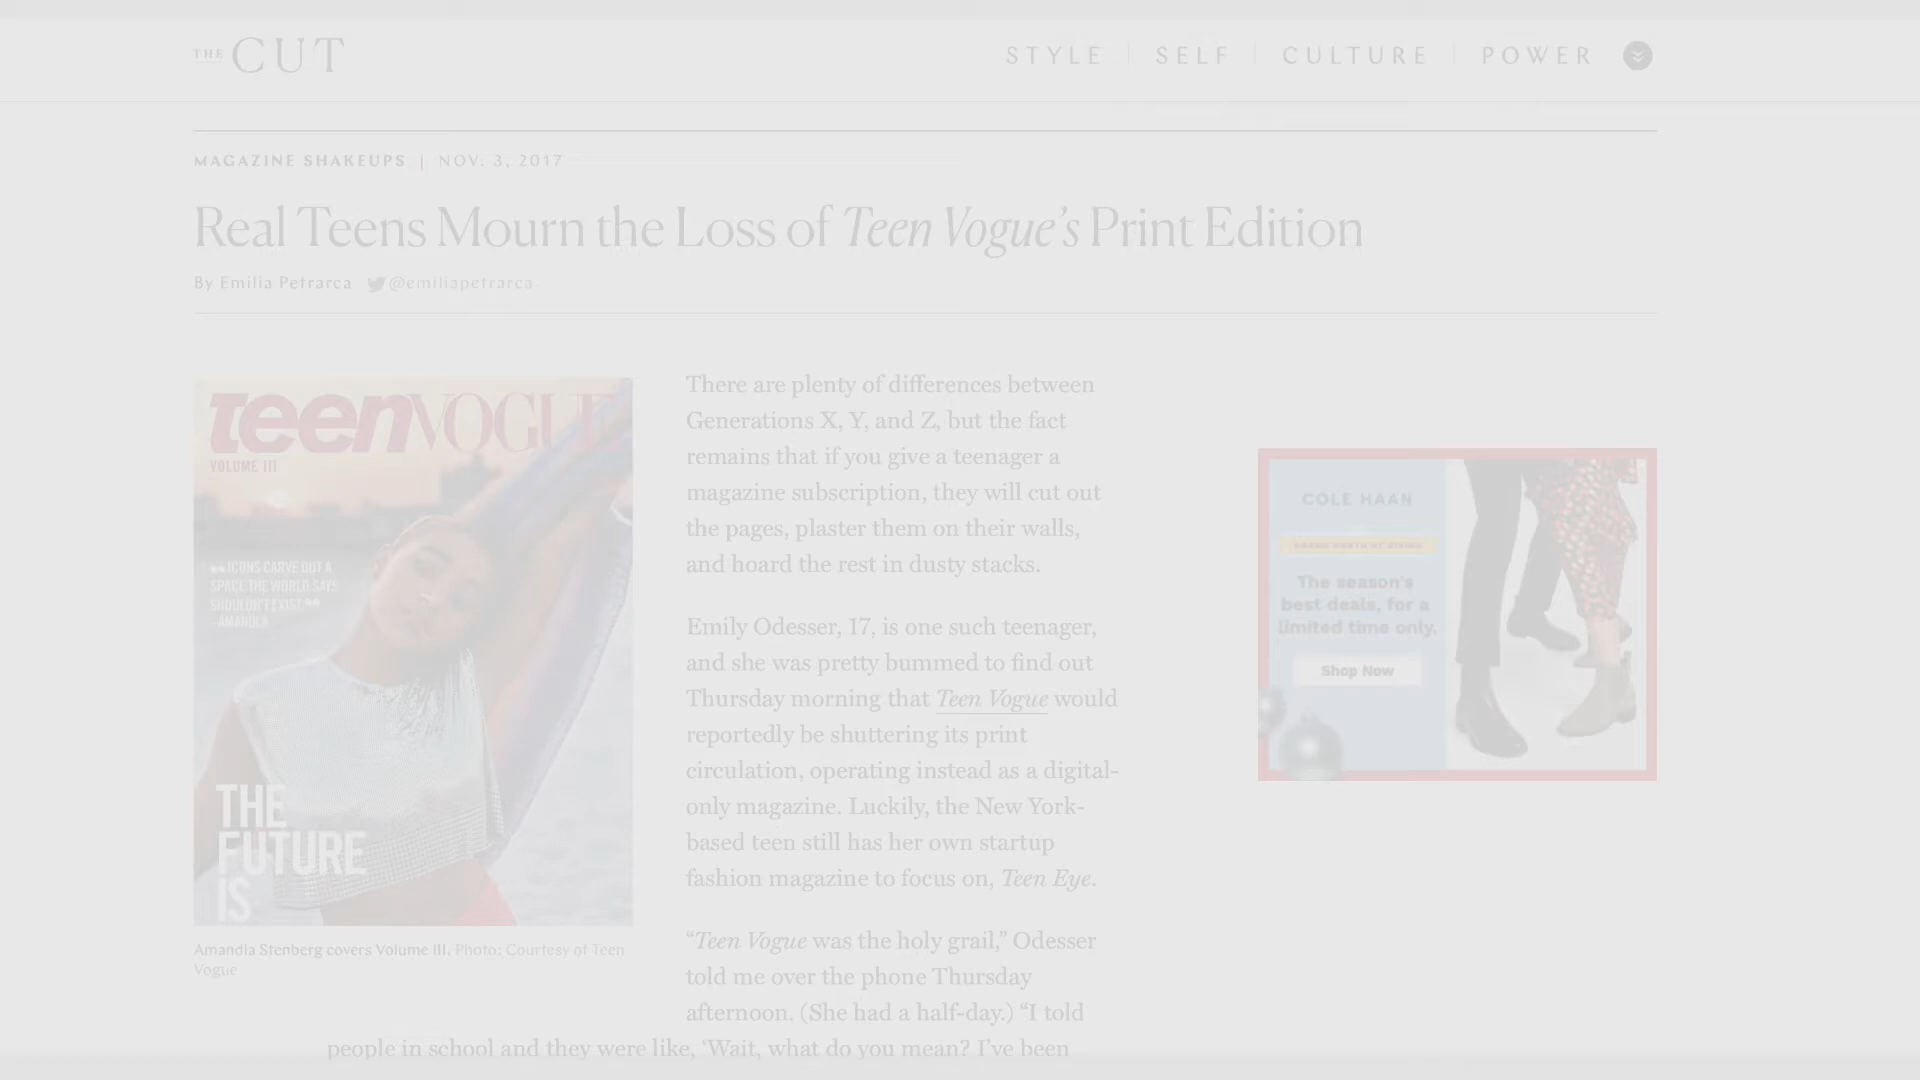 THE CUT
STYLE | SELF | CULTURE | POWER
MAGAZINE SHAKEUPS | NOV. 3, 2017
Real Teens Mourn the Loss of Teen Vogue’s Print Edition
By Emilia Petrarca @emiliapetrarca
teenVOGUE
VOLUME III
❝ICONS CARVE OUT A
SPACE THE WORLD SAYS
SHOULDN'T EXIST❞
–AMANDLA
THE
FUTURE
IS
Amandla Stenberg covers Volume III. Photo: Courtesy of Teen
Vogue
There are plenty of differences between
Generations X, Y, and Z, but the fact
remains that if you give a teenager a
magazine subscription, they will cut out
the pages, plaster them on their walls,
and hoard the rest in dusty stacks.
Emily Odesser, 17, is one such teenager,
and she was pretty bummed to find out
Thursday morning that Teen Vogue would
reportedly be shuttering its print
circulation, operating instead as a digital-
only magazine. Luckily, the New York-
based teen still has her own startup
fashion magazine to focus on, Teen Eye.
“Teen Vogue was the holy grail,” Odesser
told me over the phone Thursday
afternoon. (She had a half-day.) “I told
people in school and they were like, ‘Wait, what do you mean? I’ve been
COLE HAAN
The season's
best deals, for a
limited time only.
Shop Now